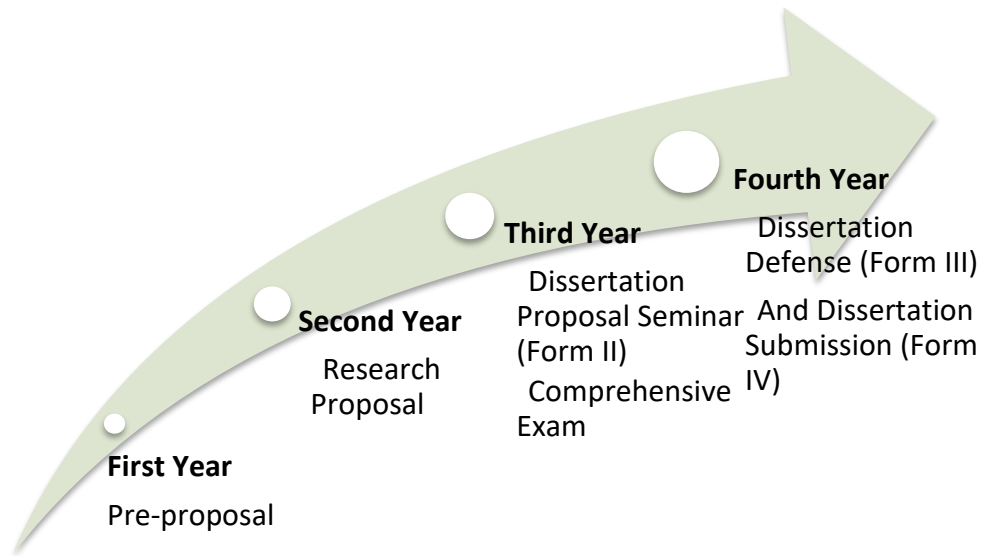 First Year
Pre-proposal
Second Year
Research
Proposal
Third Year
Dissertation
Proposal Seminar
(Form II)
Comprehensive
Exam
Fourth Year
Dissertation
Defense (Form III)
And Dissertation
Submission (Form
IV)